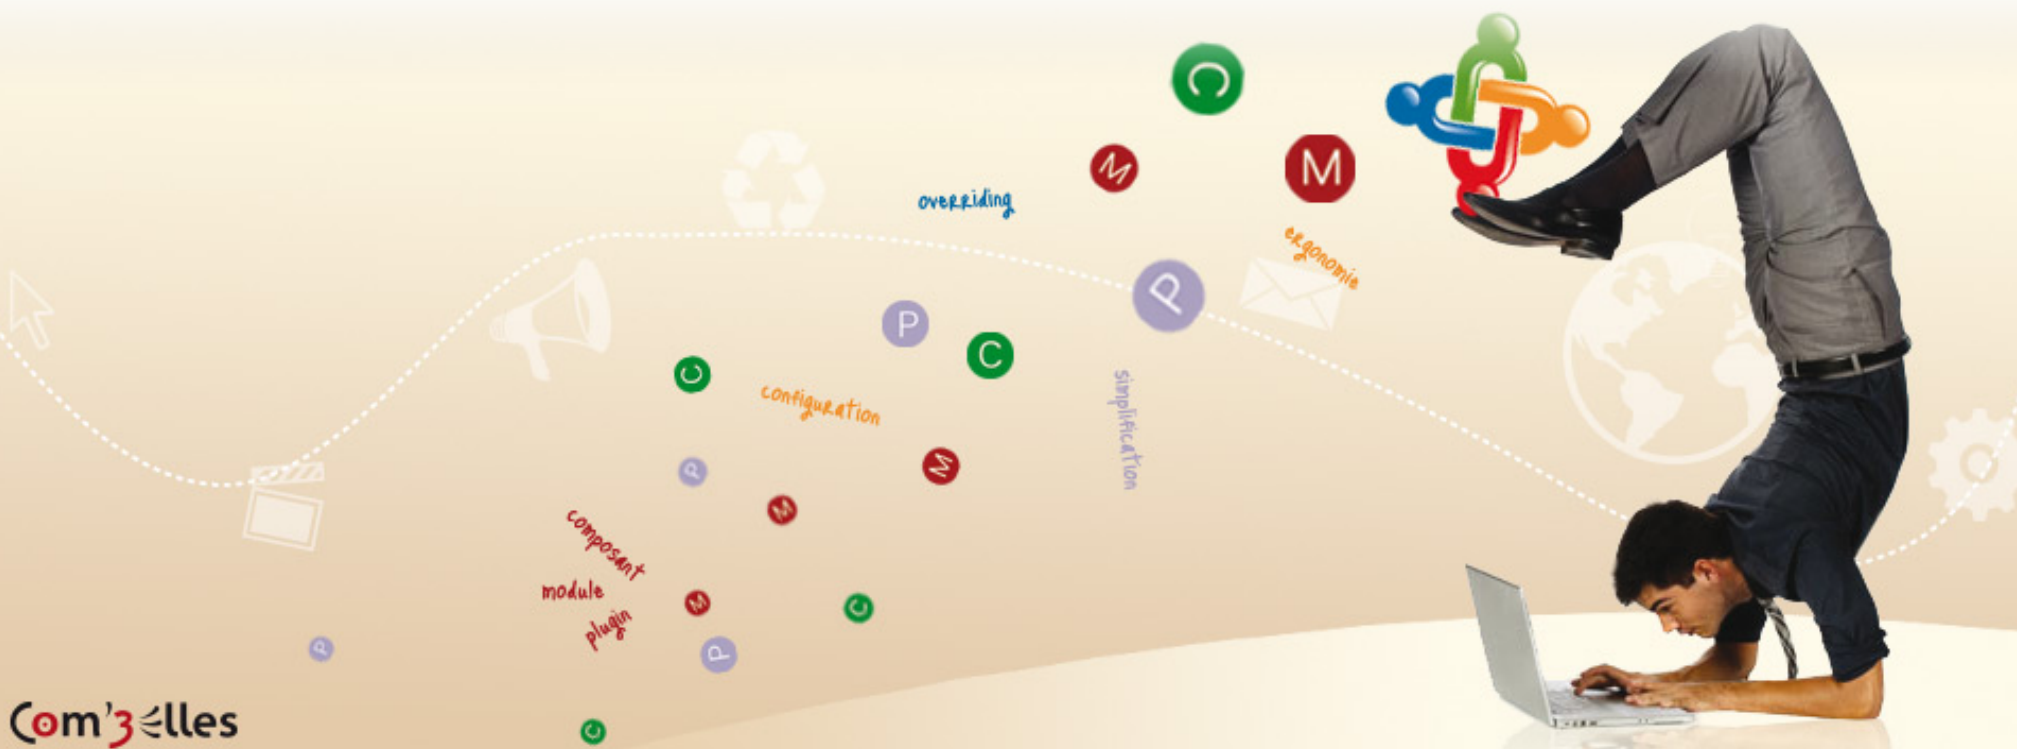 C
M
M
overriding
ergonomie
P
P
C
C
simplification
configuration
P
M
M
composant
module
plugin
M
C
P
P
Com'3elles
C